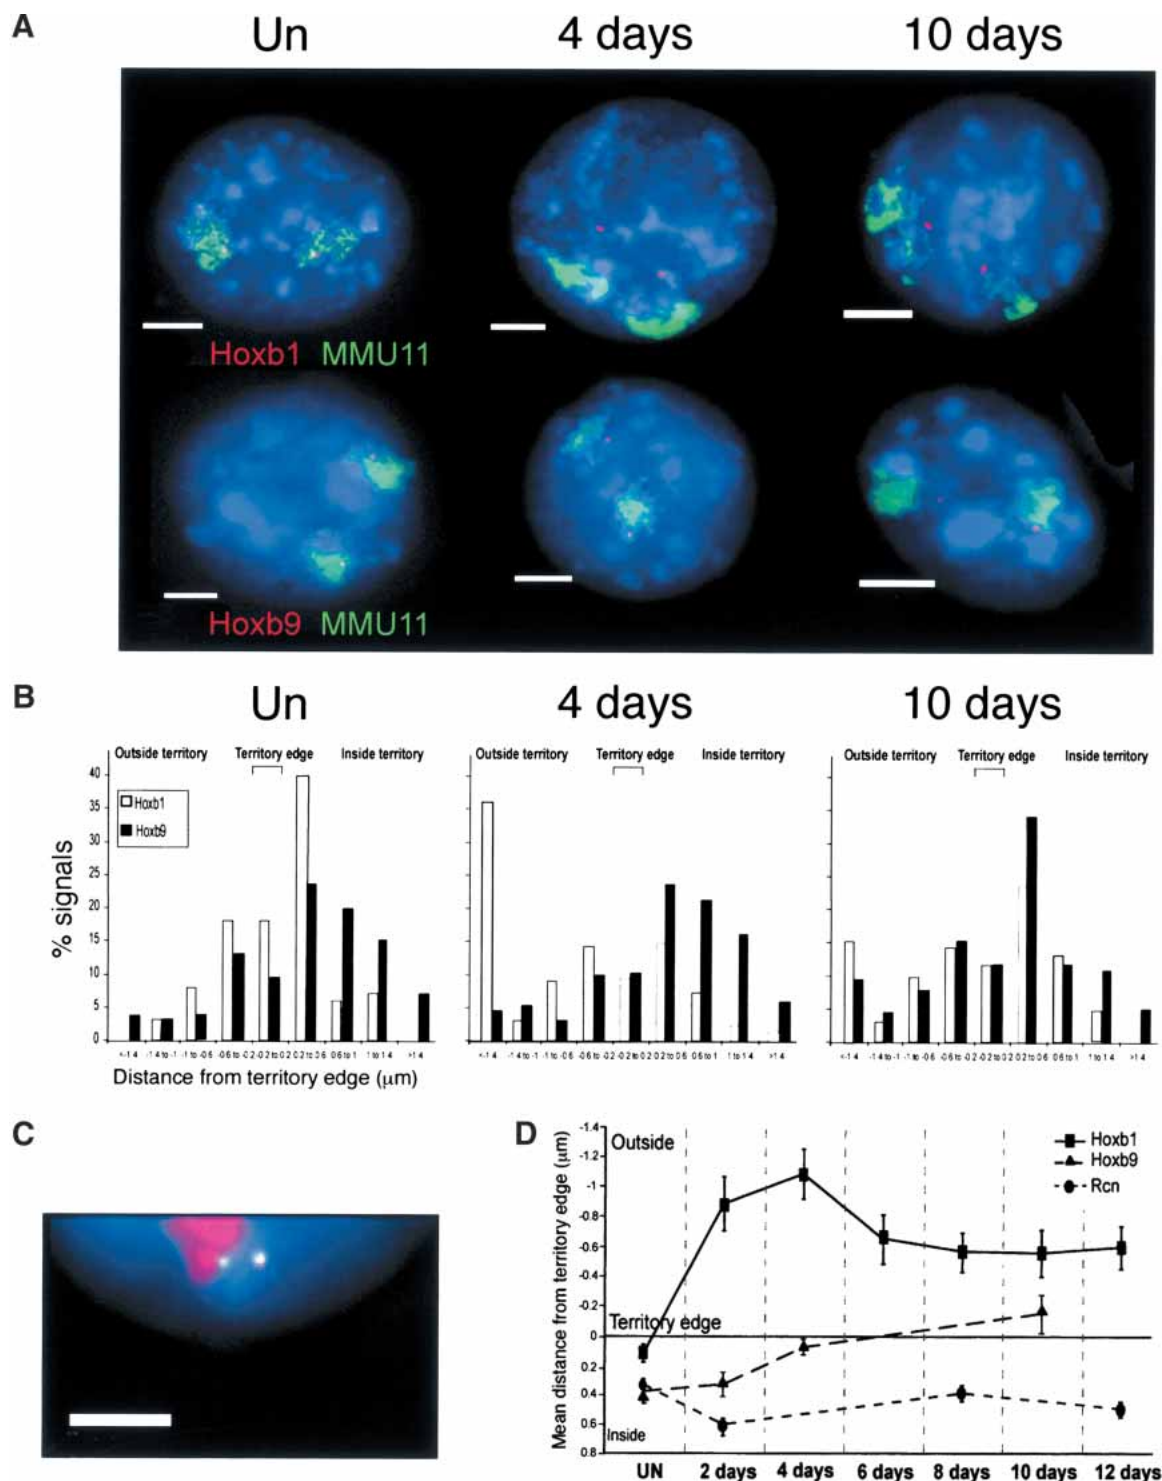 A
Un 4 days 10 days
Hoxb1 MMU11
Hoxb9 MMU11
B
Un 4 days 10 days
Outside territory Territory edge Inside territory
Outside territory Territory edge Inside territory
Outside territory Territory edge Inside territory
% signals
40
35
30
25
20
15
10
5
0
Hoxb1
Hoxb9
Distance from territory edge (μm)
C
D
Mean distance from territory edge (μm)
-1.4
-1.2
-1
-0.8
-0.6
-0.4
-0.2
0
0.2
0.4
0.6
0.8
Outside
Territory edge
Inside
Hoxb1
Hoxb9
Rcn
UN 2 days 4 days 6 days 8 days 10 days 12 days